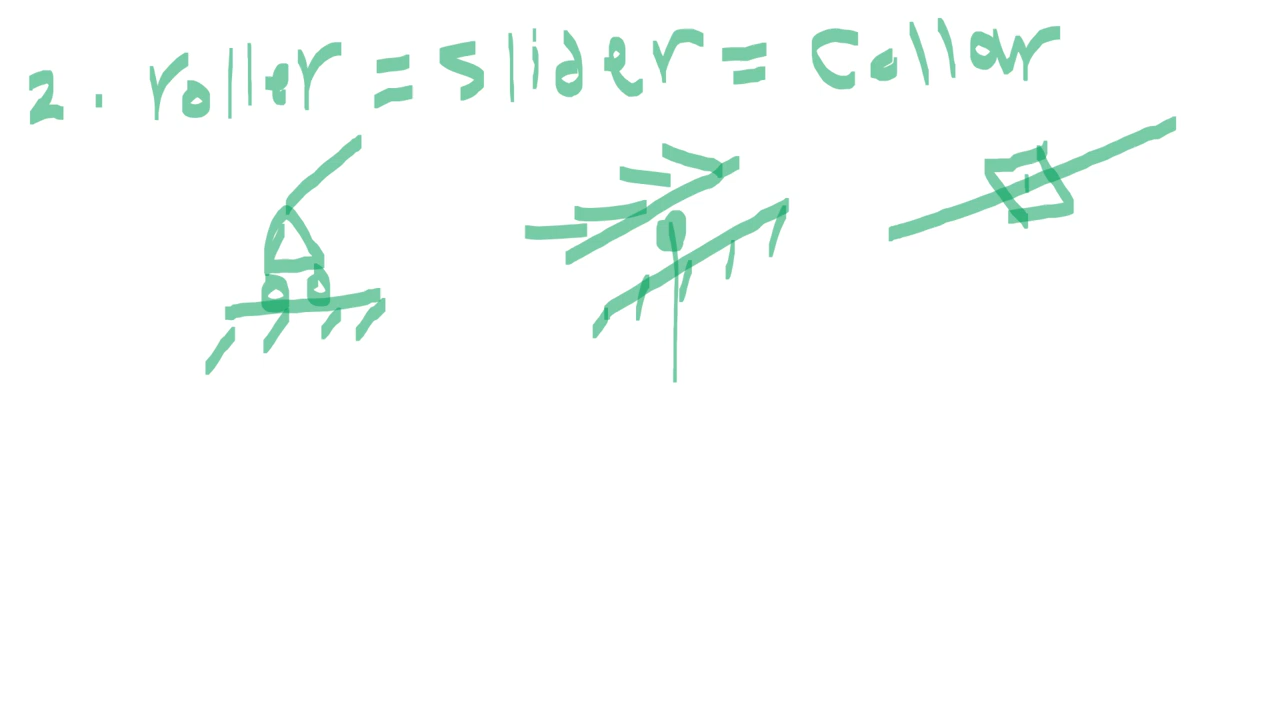 2. roller = slider = collar